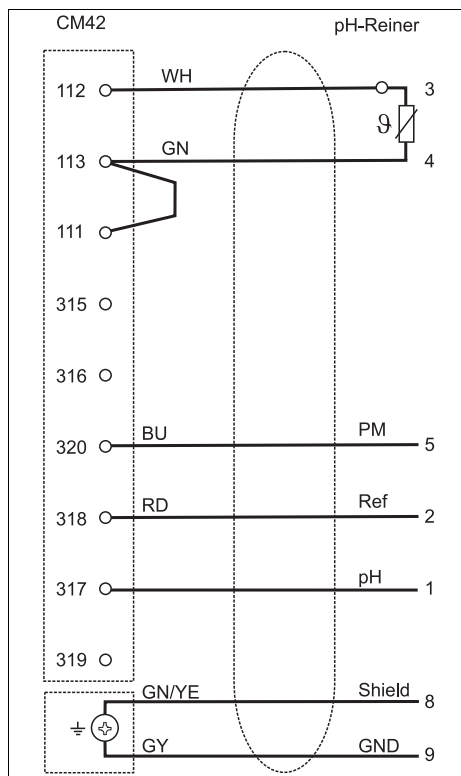 CM42 pH-Reiner
112 WH 3
ϑ
113 GN 4
111
315
316
320 BU PM 5
318 RD Ref 2
317 pH 1
319
GN/YE Shield 8
GY GND 9